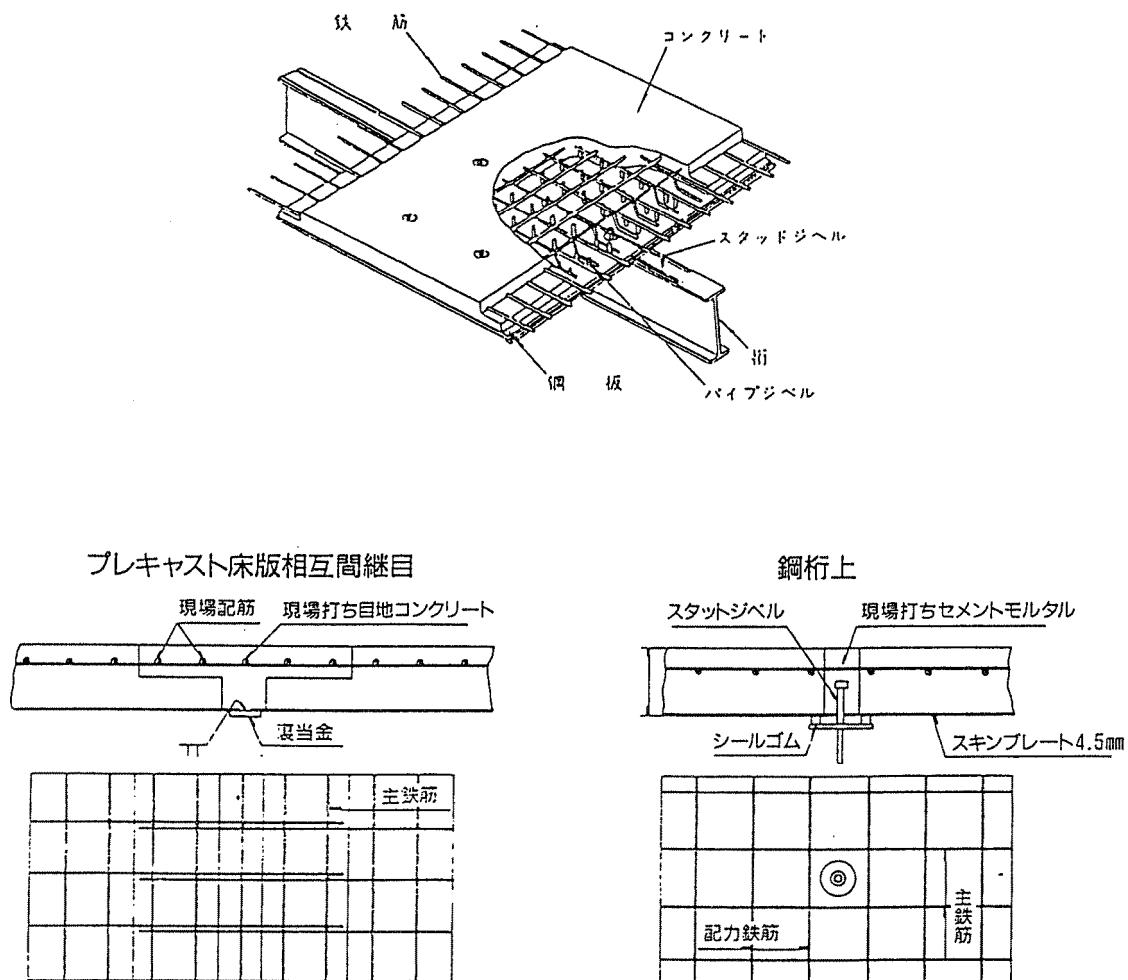 鉄 筋
コンクリート
スタッドジベル
桁
鋼 板
パイプジベル
プレキャスト床版相互間継目
鋼桁上
現場配筋
現場打ち目地コンクリート
スタットジベル
現場打ちセメントモルタル
裏当金
シールゴム
スキンプレート4.5mm
主鉄筋
主鉄筋
配力鉄筋